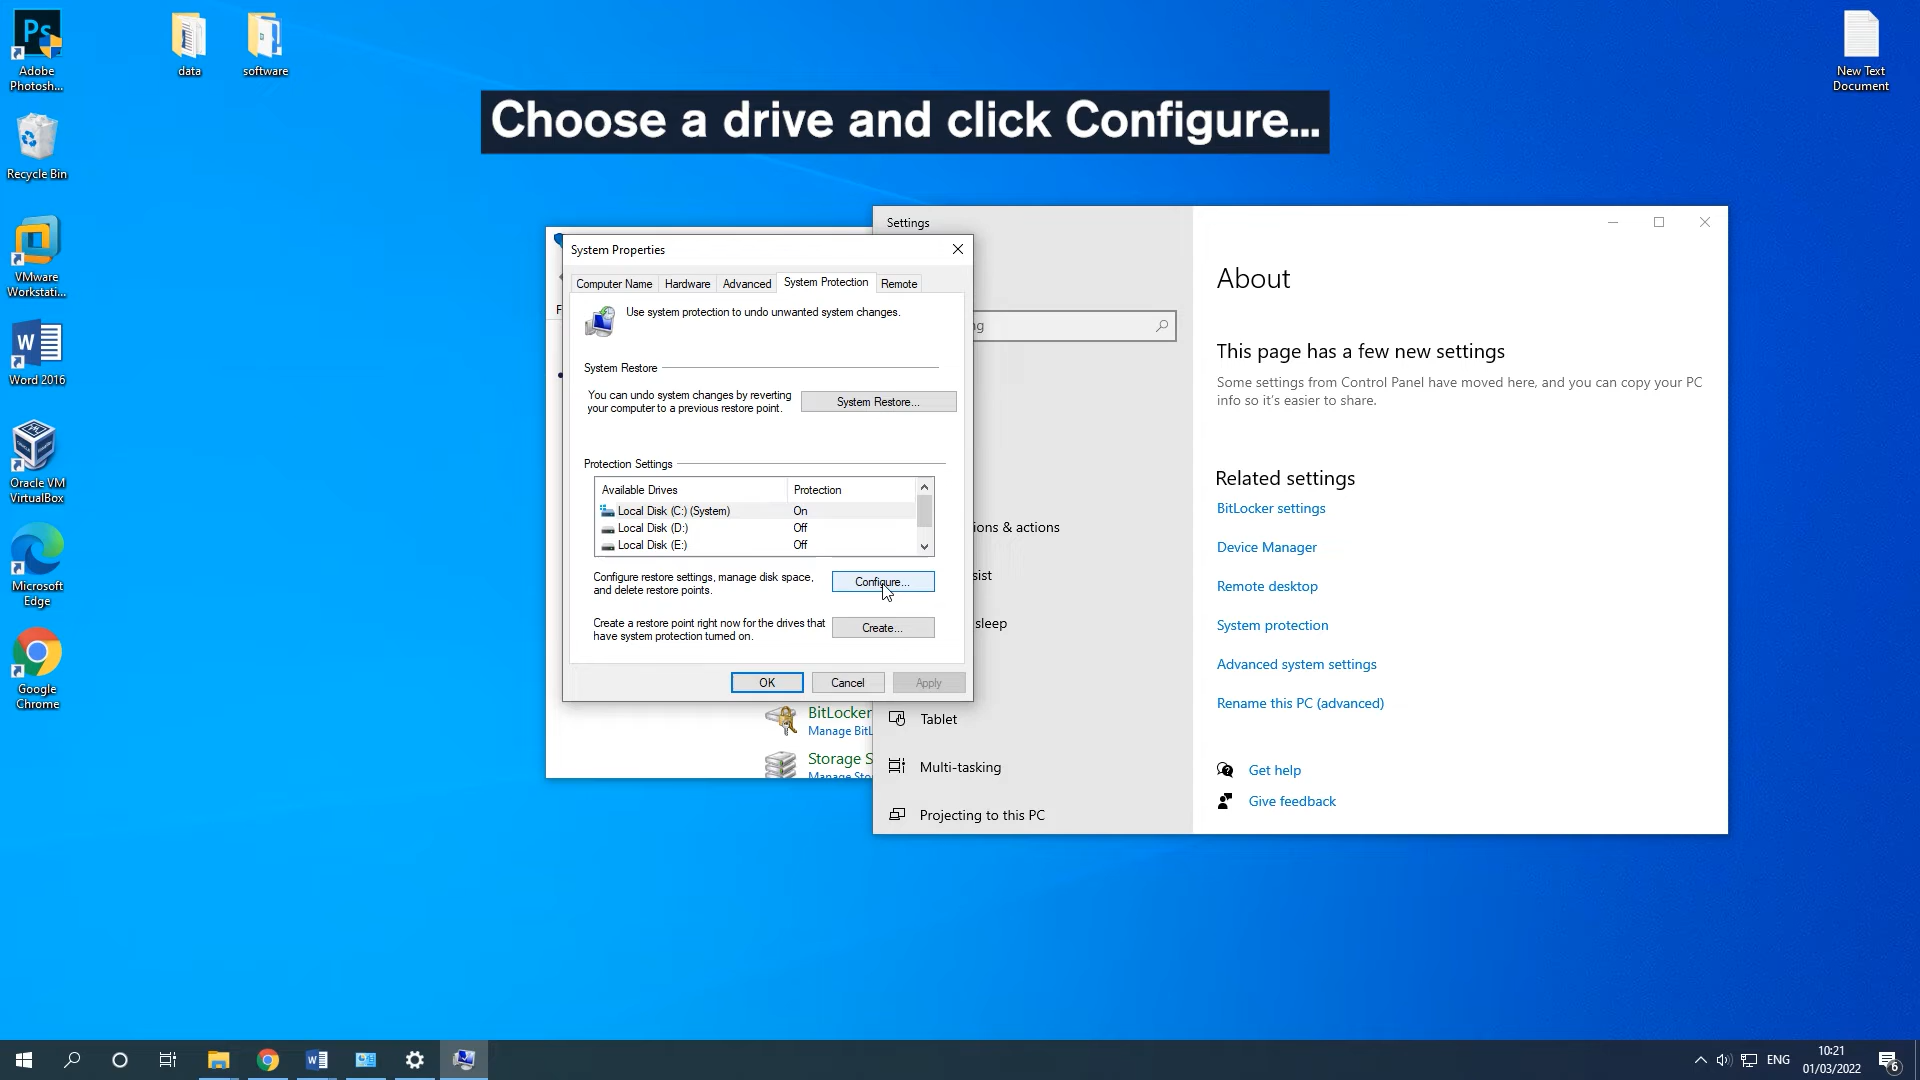 Adobe
Photosh...
data
software
New Text
Document
Choose a drive and click Configure...
Recycle Bin
VMware
Workstati...
Word 2016
Oracle VM
VirtualBox
Microsoft
Edge
Google
Chrome
System Properties
Computer Name
Hardware
Advanced
System Protection
Remote
Use system protection to undo unwanted system changes.
System Restore
You can undo system changes by reverting
your computer to a previous restore point.
System Restore...
Protection Settings
Available Drives
Protection
Local Disk (C:) (System)
On
Local Disk (D:)
Off
Local Disk (E:)
Off
Configure restore settings, manage disk space,
and delete restore points.
Configure...
Create a restore point right now for the drives that
have system protection turned on.
Create...
OK
Cancel
Apply
BitLocker
Manage BitL
Storage S
Manage Sto
Settings
ng
ions & actions
sist
sleep
Tablet
Multi-tasking
Projecting to this PC
About
This page has a few new settings
Some settings from Control Panel have moved here, and you can copy your PC
info so it's easier to share.
Related settings
BitLocker settings
Device Manager
Remote desktop
System protection
Advanced system settings
Rename this PC (advanced)
Get help
Give feedback
ENG
10:21
01/03/2022
6